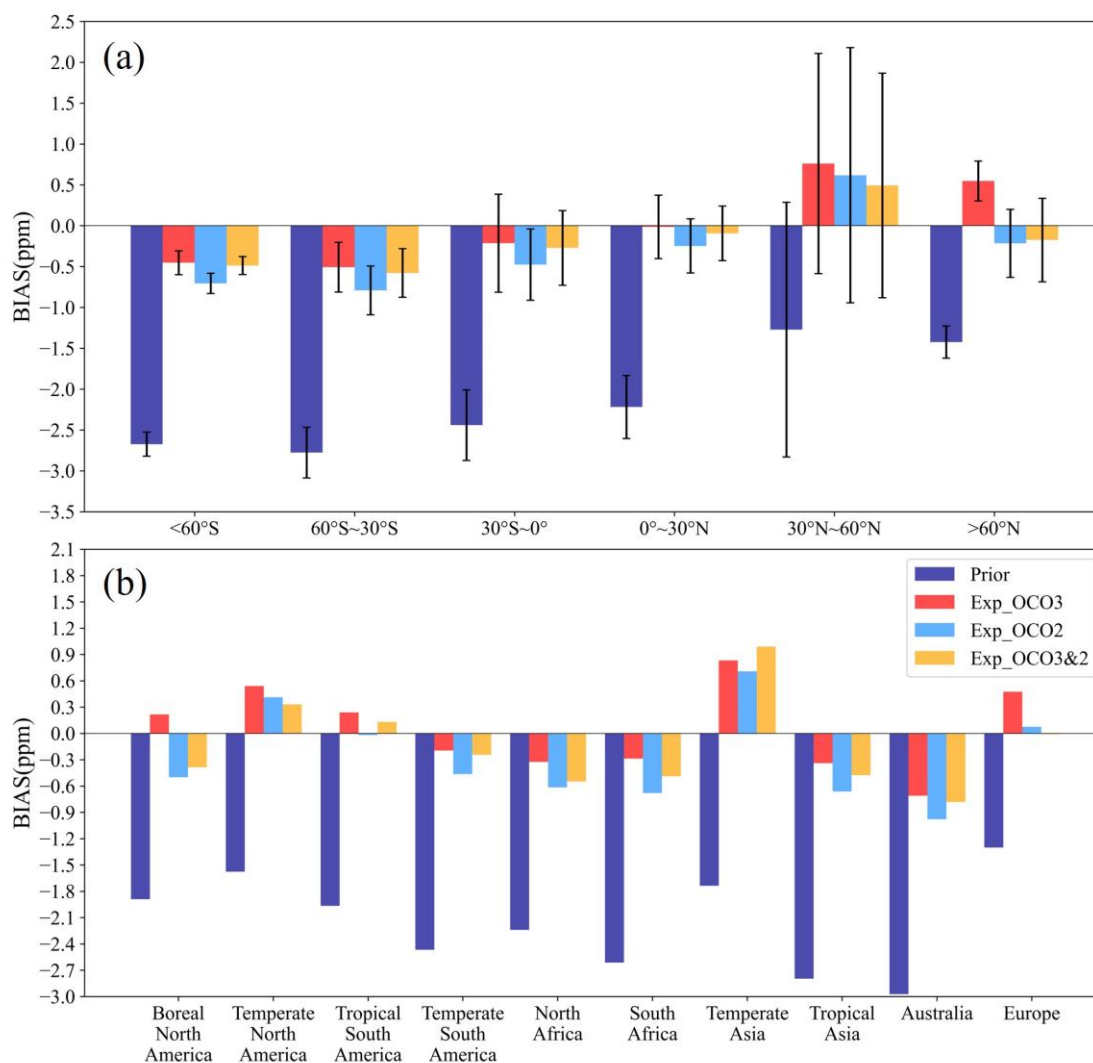 2.5
2.0
(a)
1.5
1.0
0.5
0.0
−0.5
BIAS(ppm)
−1.0
−1.5
−2.0
−2.5
−3.0
−3.5
<60°S 60°S~30°S 30°S~0° 0°~30°N 30°N~60°N >60°N
2.1
1.8
(b)
Prior
1.5
Exp_OCO3
1.2
Exp_OCO2
0.9
Exp_OCO3&2
0.6
0.3
0.0
−0.3
BIAS(ppm)
−0.6
−0.9
−1.2
−1.5
−1.8
−2.1
−2.4
−2.7
−3.0
Boreal Temperate Tropical Temperate North South Temperate Tropical Australia Europe
North North South South Africa Africa Asia Asia
America America America America